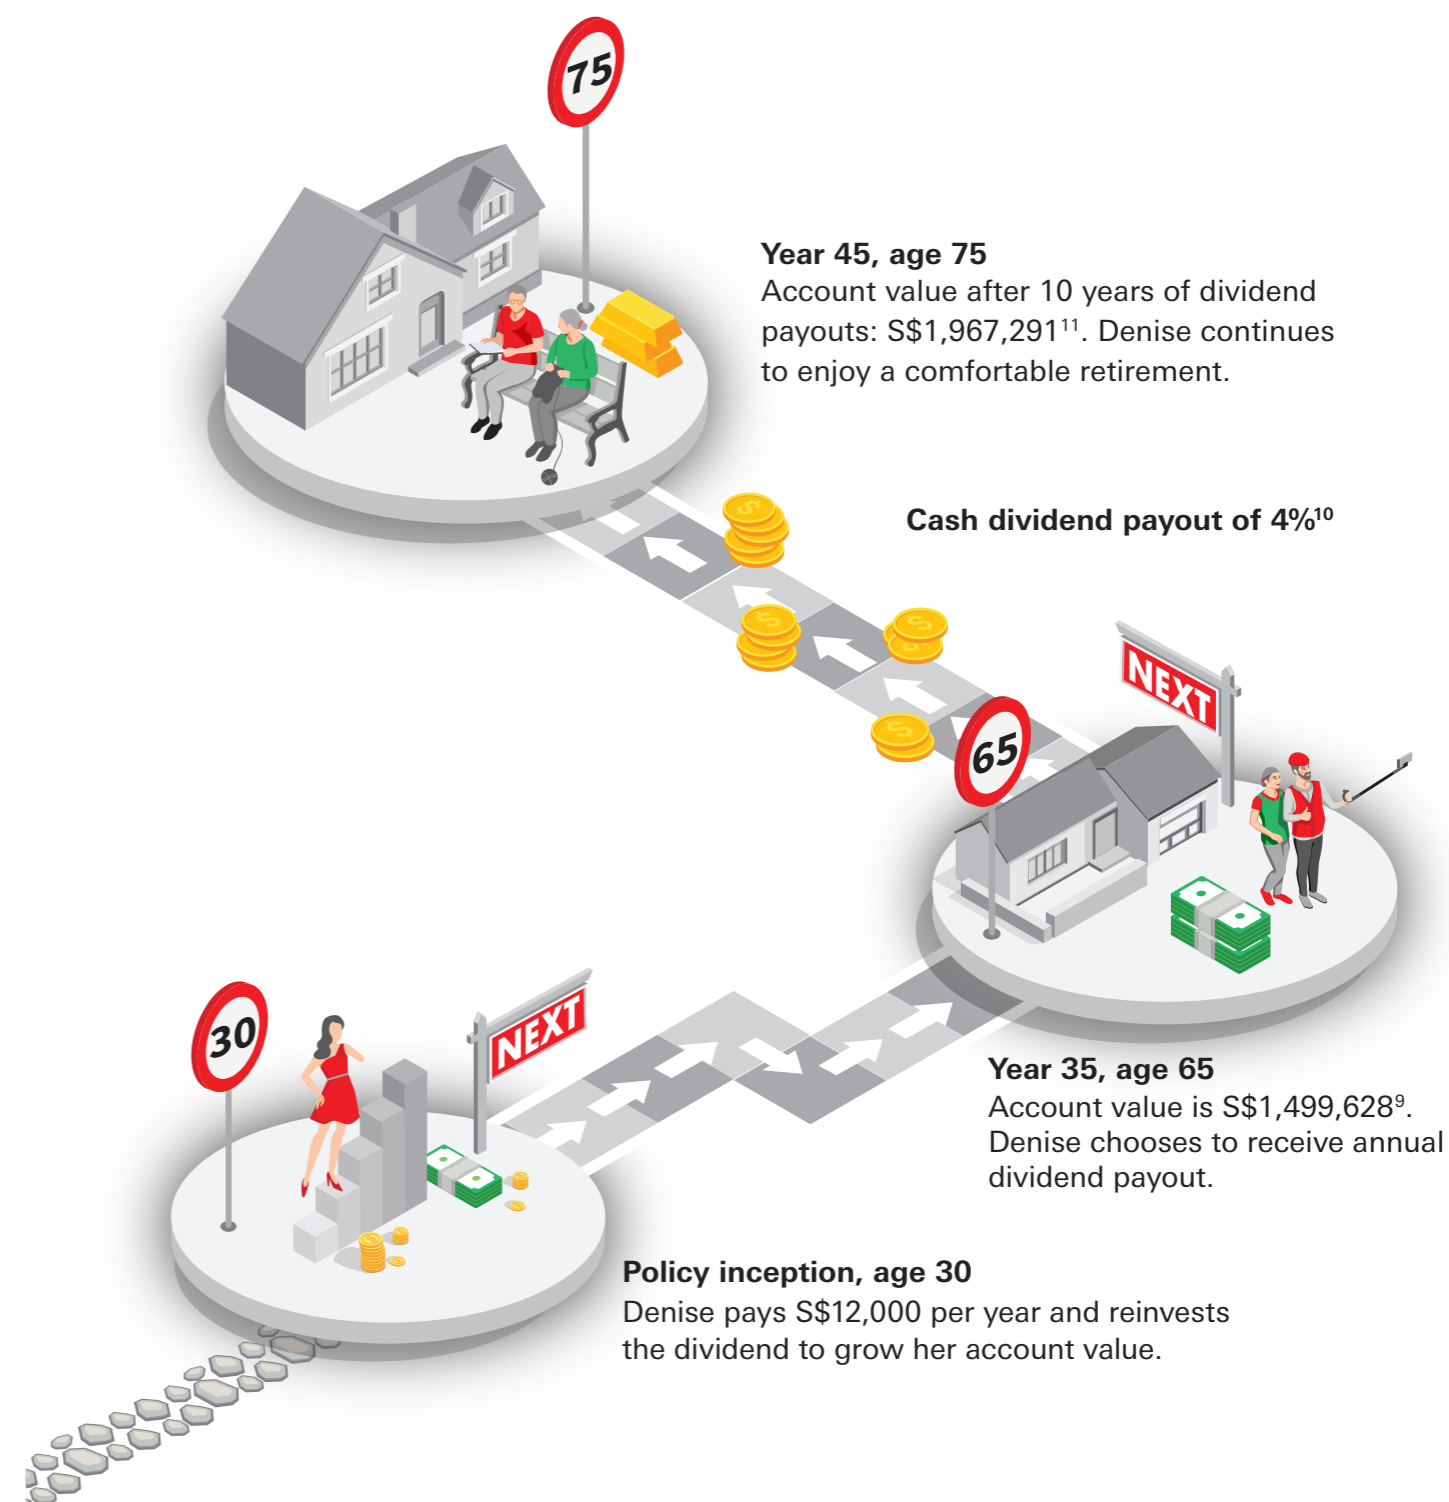 75
Year 45, age 75
Account value after 10 years of dividend
payouts: S$1,967,291¹¹. Denise continues
to enjoy a comfortable retirement.
Cash dividend payout of 4%¹⁰
NEXT
65
30
NEXT
Year 35, age 65
Account value is S$1,499,628⁹.
Denise chooses to receive annual
dividend payout.
Policy inception, age 30
Denise pays S$12,000 per year and reinvests
the dividend to grow her account value.